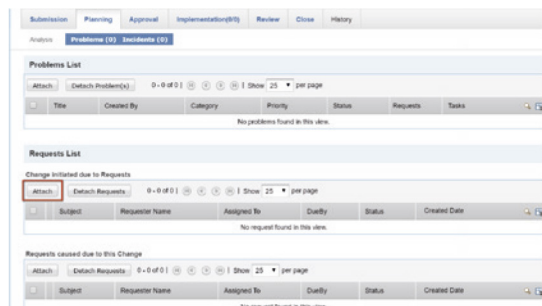 Submission Planning Approval Implementation(0/0) Review Close History
Analysis Problems (0) Incidents (0)
Problems List
Attach Detach Problem(s) 0 - 0 of 0 | Show 25 per page
Title Created By Category Priority Status Requests Tasks
No problems found in this view.
Requests List
Change initiated due to Requests
Attach Detach Requests 0 - 0 of 0 | Show 25 per page
Subject Requester Name Assigned To DueBy Status Created Date
No request found in this view.
Requests caused due to this Change
Attach Detach Requests 0 - 0 of 0 | Show 25 per page
Subject Requester Name Assigned To DueBy Status Created Date